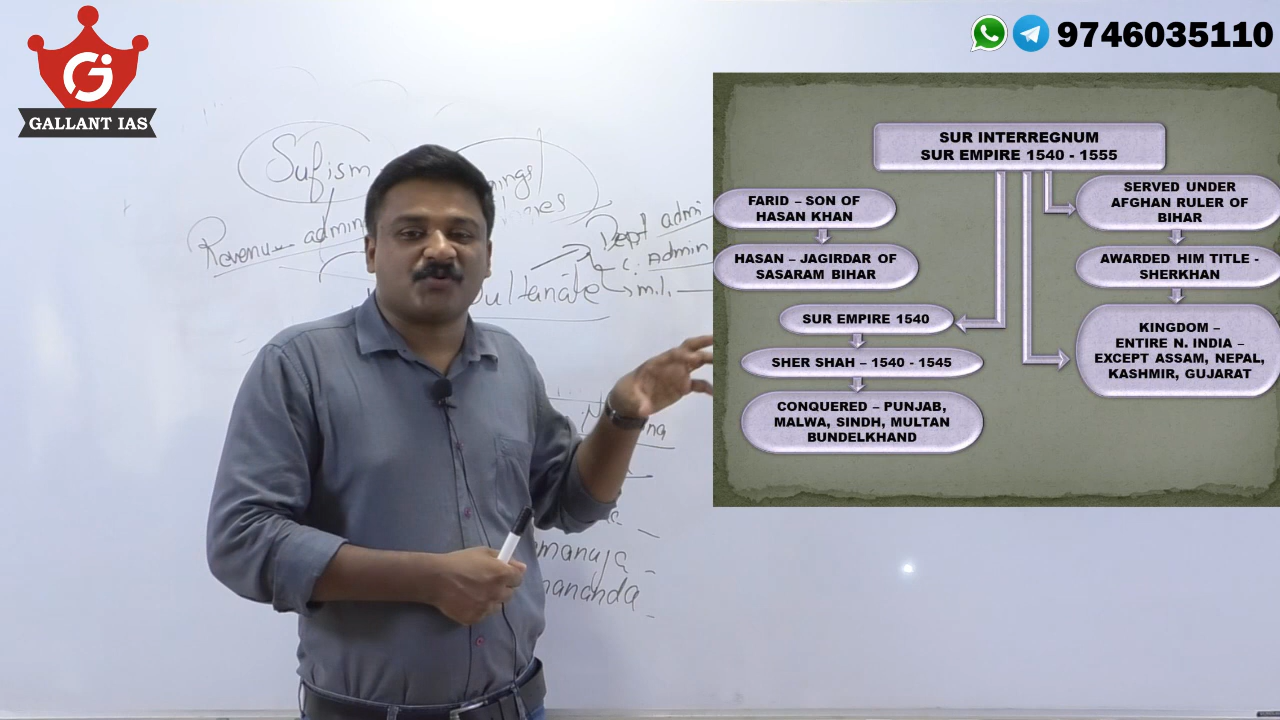 GALLANT IAS
9746035110
SUR INTERREGNUM
SUR EMPIRE 1540 - 1555
FARID – SON OF
HASAN KHAN
HASAN – JAGIRDAR OF
SASARAM BIHAR
SUR EMPIRE 1540
SHER SHAH – 1540 - 1545
CONQUERED – PUNJAB,
MALWA, SINDH, MULTAN
BUNDELKHAND
SERVED UNDER
AFGHAN RULER OF
BIHAR
AWARDED HIM TITLE -
SHERKHAN
KINGDOM –
ENTIRE N. INDIA –
EXCEPT ASSAM, NEPAL,
KASHMIR, GUJARAT
Sufism
Revenue admin
Sultanate
Dept admi
C. Admin
m.l.